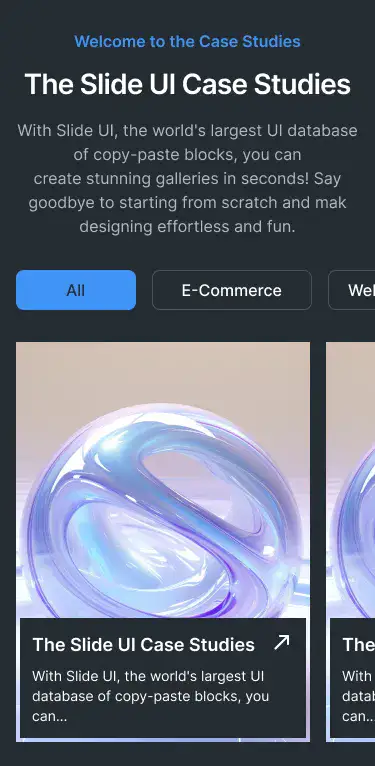 Welcome to the Case Studies
The Slide UI Case Studies
With Slide UI, the world's largest UI database
of copy-paste blocks, you can
create stunning galleries in seconds! Say
goodbye to starting from scratch and mak
designing effortless and fun.
All
E-Commerce
The Slide UI Case Studies
With Slide UI, the world's largest UI
database of copy-paste blocks, you
can...
The
With
can...